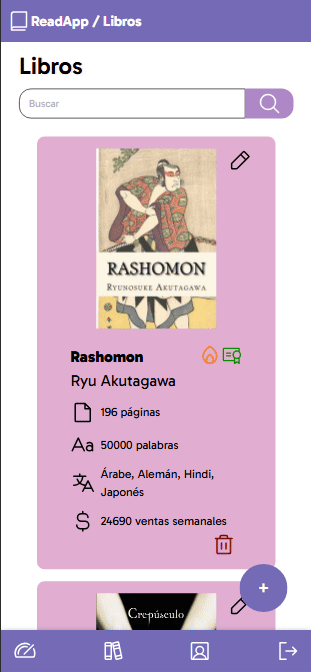 ReadApp / Libros
Libros
Buscar
RASHOMON
RYUNOSUKE AKUTAGAWA
Rashomon
Ryu Akutagawa
196 páginas
Aa 50000 palabras
Árabe, Alemán, Hindi,
Japonés
$ 24690 ventas semanales
+
Crepúsculo